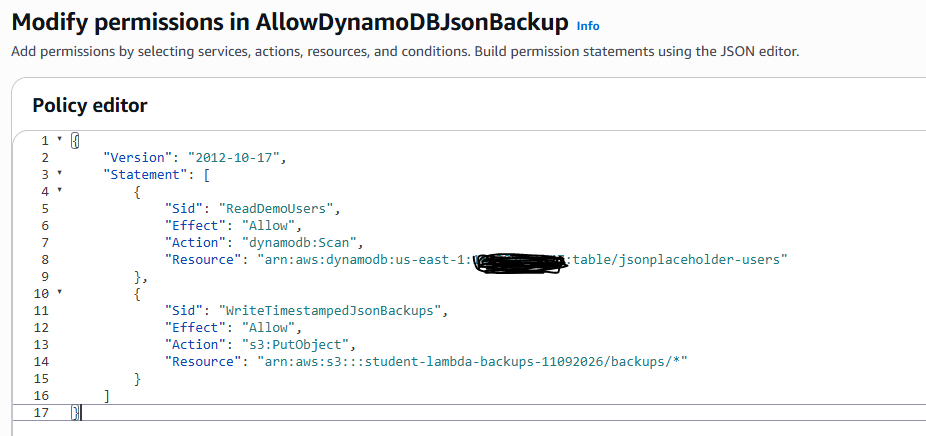 Modify permissions in AllowDynamoDBJsonBackup Info
Add permissions by selecting services, actions, resources, and conditions. Build permission statements using the JSON editor.
Policy editor
1 {
2 "Version": "2012-10-17",
3 "Statement": [
4 {
5 "Sid": "ReadDemoUsers",
6 "Effect": "Allow",
7 "Action": "dynamodb:Scan",
8 "Resource": "arn:aws:dynamodb:us-east-1: :table/jsonplaceholder-users"
9 },
10 {
11 "Sid": "WriteTimestampedJsonBackups",
12 "Effect": "Allow",
13 "Action": "s3:PutObject",
14 "Resource": "arn:aws:s3:::student-lambda-backups-11092026/backups/*"
15 }
16 ]
17 }